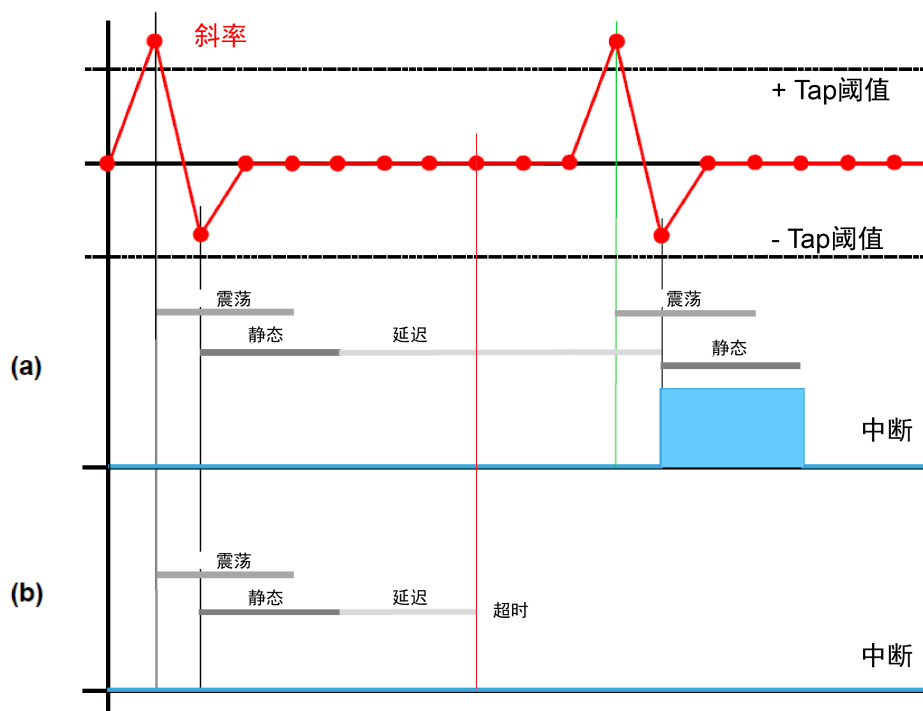 斜率
+ Tap阈值
- Tap阈值
震荡
震荡
静态
延迟
静态
(a)
中断
震荡
(b)
静态
延迟
超时
中断